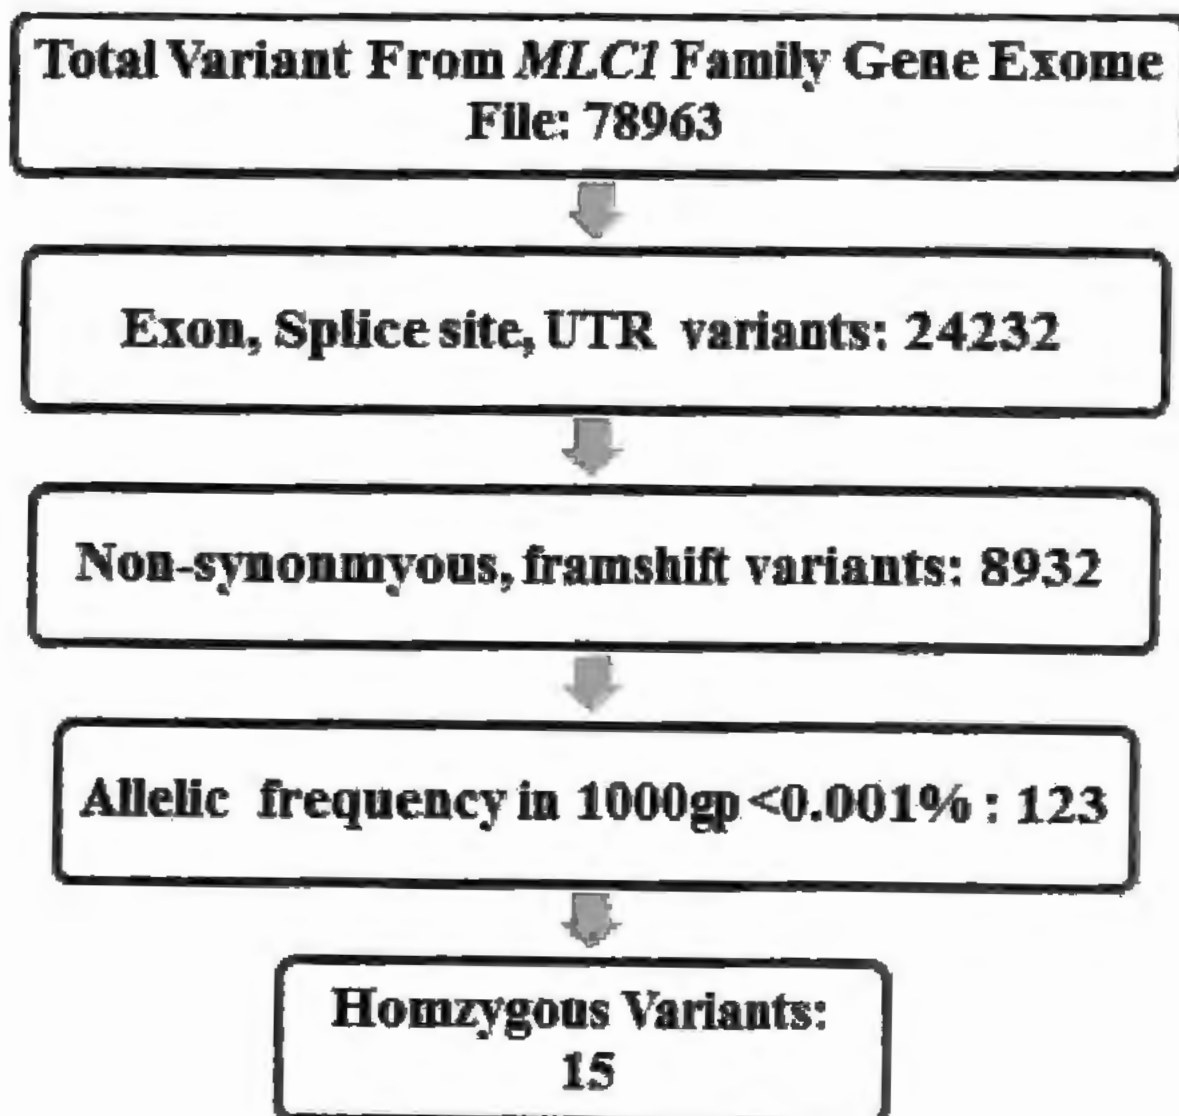 Total Variant From MLC1 Family Gene Exome
File: 78963
Exon, Splice site, UTR variants: 24232
Non-synonmyous, framshift variants: 8932
Allelic frequency in 1000gp <0.001% : 123
Homzygous Variants:
15